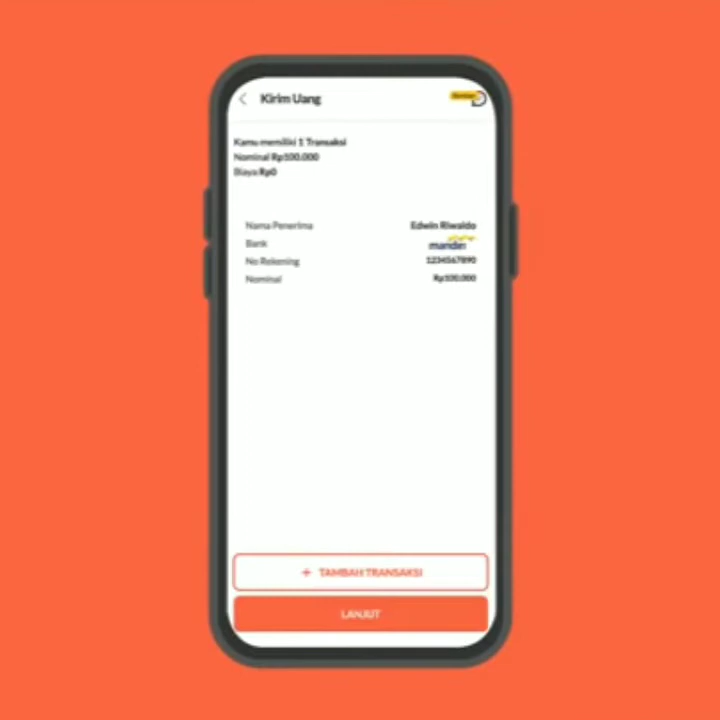 Kirim Uang
Kamu memiliki 1 Transaksi
Nominal Rp100.000
Biaya Rp0
Nama Penerima Edwin Riwaldo
Bank mandiri
No Rekening 1234567890
Nominal Rp100.000
+ TAMBAH TRANSAKSI
LANJUT